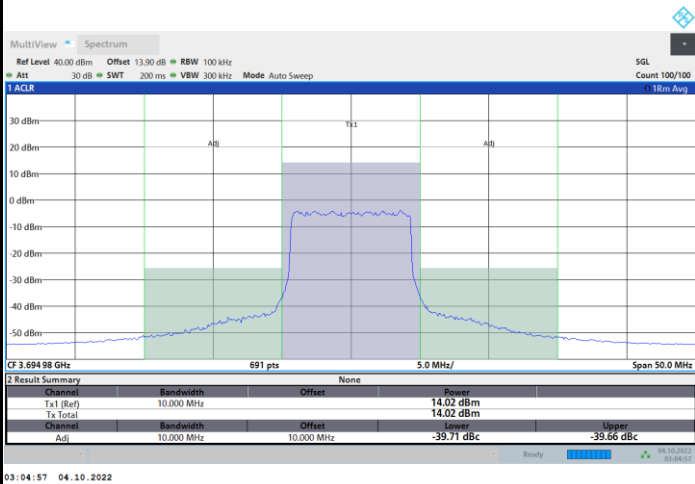 MultiView Spectrum
Ref Level 40.00 dBm Offset 13.90 dB RBW 100 kHz SGL
Att 30 dB SWT 200 ms VBW 300 kHz Mode Auto Sweep Count 100/100
1 ACLR 1Rm Avg
30 dBm
Tx1
20 dBm
Adj Adj
10 dBm
0 dBm
-10 dBm
-20 dBm
-30 dBm
-40 dBm
-50 dBm
CF 3.694 98 GHz 691 pts 5.0 MHz/ Span 50.0 MHz
2 Result Summary None
Channel Bandwidth Offset Power
Tx1 (Ref) 10.000 MHz 14.02 dBm
Tx Total 14.02 dBm
Channel Bandwidth Offset Lower Upper
Adj 10.000 MHz 10.000 MHz -39.71 dBc -39.66 dBc
Ready 04.10.2022
03:04:57
03:04:57 04.10.2022